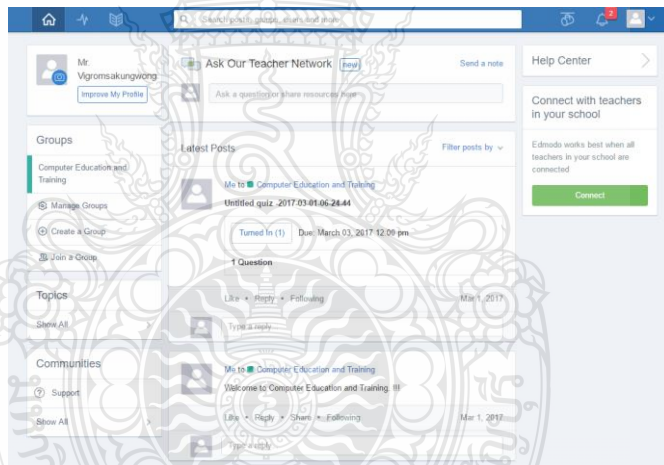 Search posts, groups, users and more
2
Mr.
Vigromsakungwong
Improve My Profile
Groups
Computer Education and
Training
Manage Groups
Create a Group
Join a Group
Topics
Show All
Communities
Support
Show All
Ask Our Teacher Network new
Send a note
Ask a question or share resources here
Latest Posts
Filter posts by
Me to Computer Education and Training
Untitled quiz -2017-03-01-06-24-44
Turned In (1) Due: March 03, 2017 12:09 pm
1 Question
Like • Reply • Following Mar 1, 2017
Type a reply
Me to Computer Education and Training
Welcome to Computer Education and Training. !!!
Like • Reply • Share • Following Mar 1, 2017
Type a reply
Help Center
Connect with teachers
in your school
Edmodo works best when all
teachers in your school are
connected
Connect